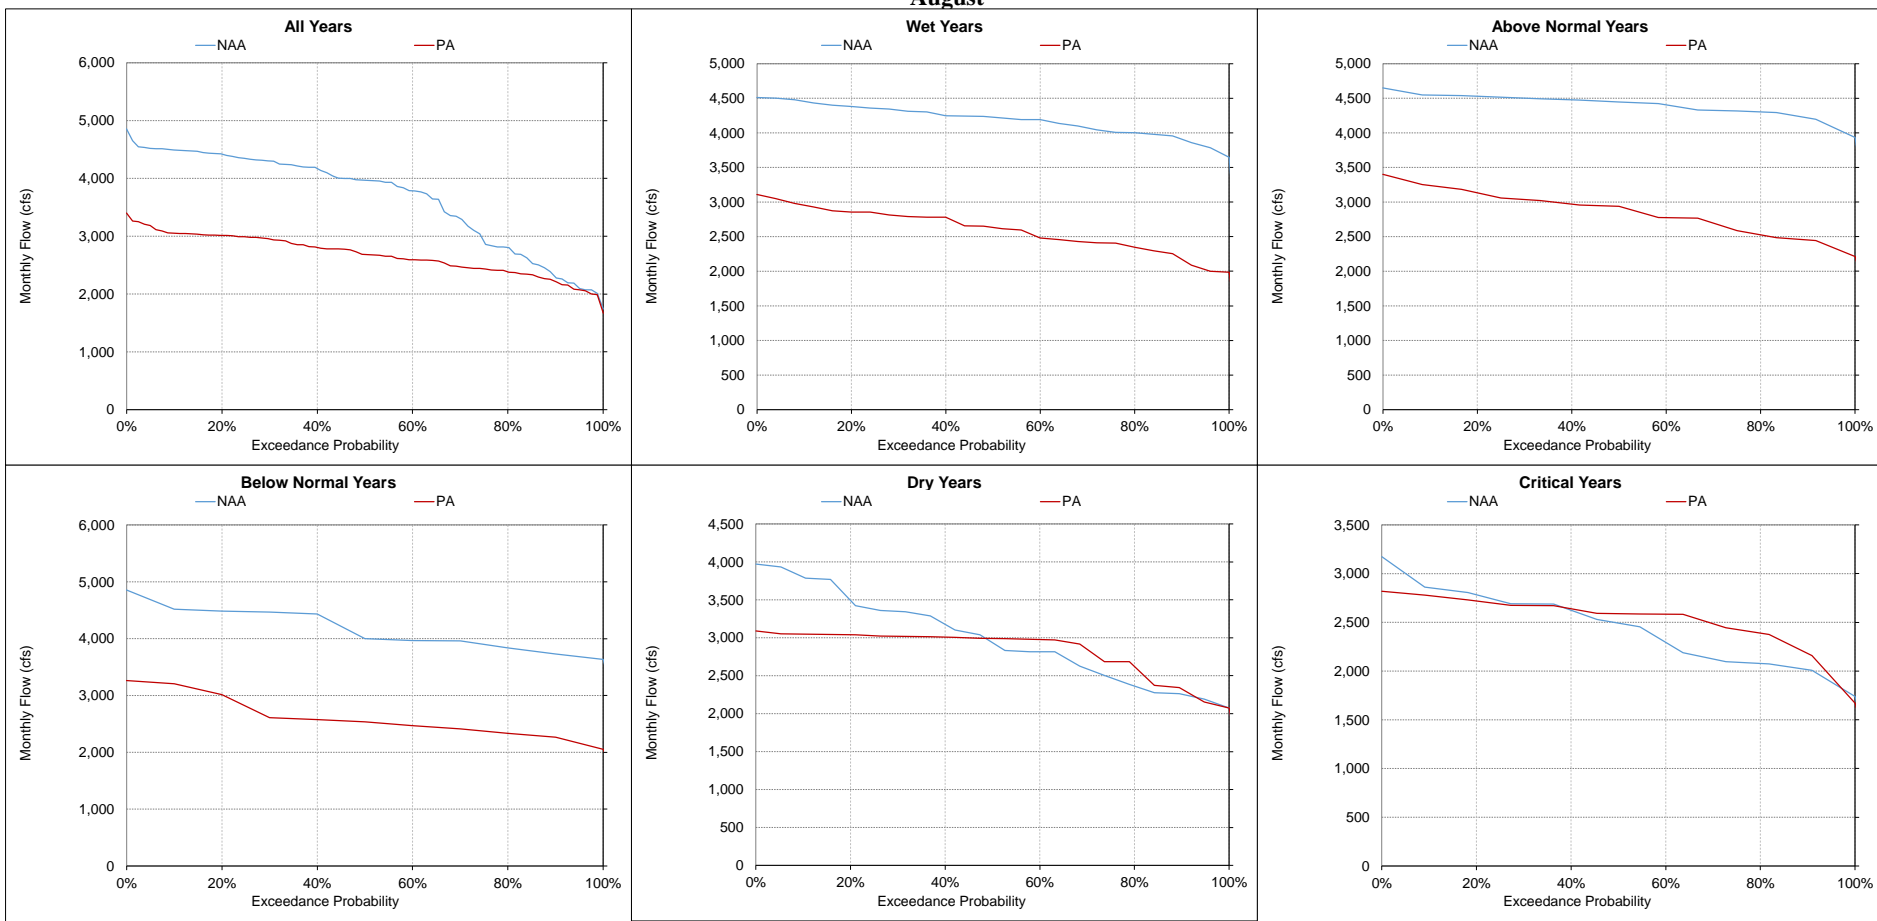 August
All Years
NAA PA
6,000
5,000
4,000
3,000
2,000
1,000
0
Monthly Flow (cfs)
0% 20% 40% 60% 80% 100%
Exceedance Probability
Wet Years
NAA PA
5,000
4,500
4,000
3,500
3,000
2,500
2,000
1,500
1,000
500
0
Monthly Flow (cfs)
0% 20% 40% 60% 80% 100%
Exceedance Probability
Above Normal Years
NAA PA
5,000
4,500
4,000
3,500
3,000
2,500
2,000
1,500
1,000
500
0
Monthly Flow (cfs)
0% 20% 40% 60% 80% 100%
Exceedance Probability
Below Normal Years
NAA PA
6,000
5,000
4,000
3,000
2,000
1,000
0
Monthly Flow (cfs)
0% 20% 40% 60% 80% 100%
Exceedance Probability
Dry Years
NAA PA
4,500
4,000
3,500
3,000
2,500
2,000
1,500
1,000
500
0
Monthly Flow (cfs)
0% 20% 40% 60% 80% 100%
Exceedance Probability
Critical Years
NAA PA
3,500
3,000
2,500
2,000
1,500
1,000
500
0
Monthly Flow (cfs)
0% 20% 40% 60% 80% 100%
Exceedance Probability